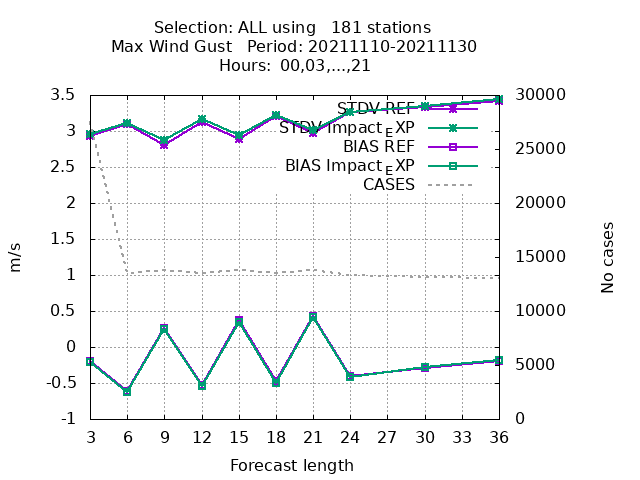 Selection: ALL using   181 stations
Max Wind Gust   Period: 20211110-20211130
Hours:  00,03,...,21
3.5
3
2.5
2
1.5
1
0.5
0
-0.5
-1
m/s
30000
25000
20000
15000
10000
5000
0
No cases
STDV REF
STDV Impact_EXP
BIAS REF
BIAS Impact_EXP
CASES
3 6 9 12 15 18 21 24 27 30 33 36
Forecast length